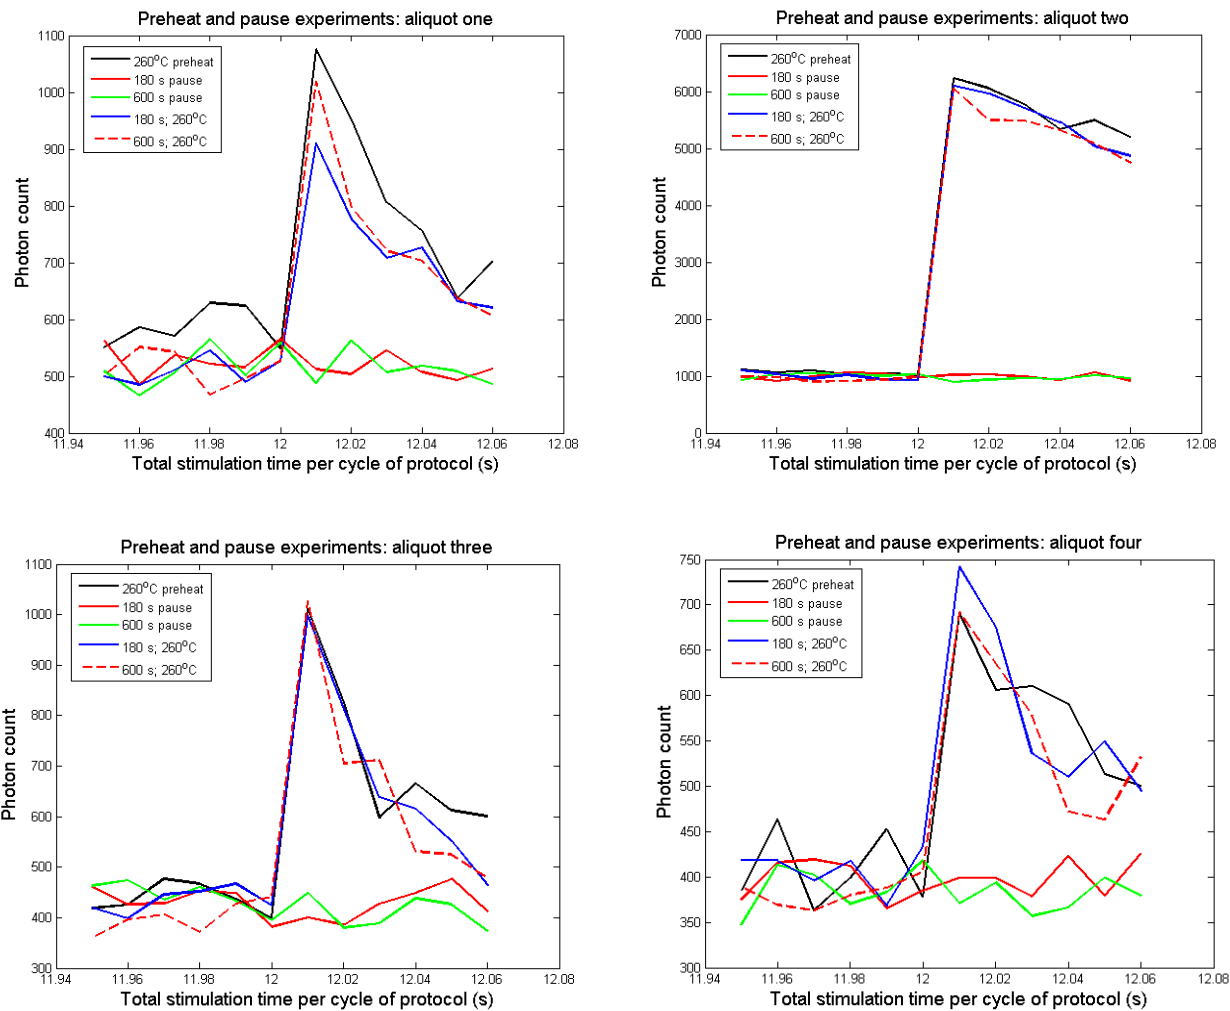 Preheat and pause experiments: aliquot one
1100
1000
900
800
700
600
500
400
Photon count
260°C preheat
180 s pause
600 s pause
180 s; 260°C
600 s; 260°C
11.94 11.96 11.98 12 12.02 12.04 12.06 12.08
Total stimulation time per cycle of protocol (s)
Preheat and pause experiments: aliquot two
7000
6000
5000
4000
3000
2000
1000
0
Photon count
260°C preheat
180 s pause
600 s pause
180 s; 260°C
600 s; 260°C
11.94 11.96 11.98 12 12.02 12.04 12.06 12.08
Total stimulation time per cycle of protocol (s)
Preheat and pause experiments: aliquot three
1100
1000
900
800
700
600
500
400
300
Photon count
260°C preheat
180 s pause
600 s pause
180 s; 260°C
600 s; 260°C
11.94 11.96 11.98 12 12.02 12.04 12.06 12.08
Total stimulation time per cycle of protocol (s)
Preheat and pause experiments: aliquot four
750
700
650
600
550
500
450
400
350
300
Photon count
260°C preheat
180 s pause
600 s pause
180 s; 260°C
600 s; 260°C
11.94 11.96 11.98 12 12.02 12.04 12.06 12.08
Total stimulation time per cycle of protocol (s)